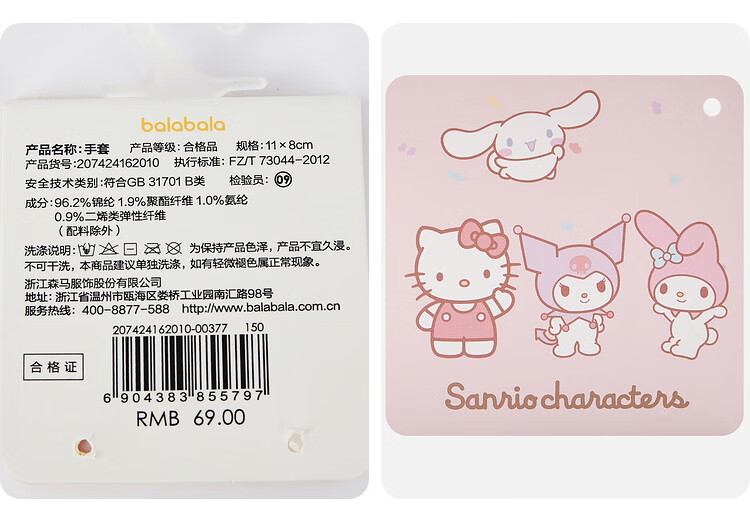 balabala
产品名称: 手套 产品等级: 合格品 规格: 11×8cm
产品货号: 207424162010 执行标准: FZ/T 73044-2012
安全技术类别: 符合GB 31701 B类 检验员: 09
成分: 96.2%锦纶 1.9%聚酯纤维 1.0%氨纶
0.9%二烯类弹性纤维
(配料除外)
洗涤说明: 为保持产品色泽, 产品不宜久浸。
不可干洗, 本商品建议单独洗涤, 如有轻微褪色属正常现象。
浙江森马服饰股份有限公司
地址: 浙江省温州市瓯海区娄桥工业园南汇路98号
服务热线: 400-8877-588 http://www.balabala.com.cn
207424162010-00377 150
合格证
6 904383 855797
RMB 69.00
Sanrio characters